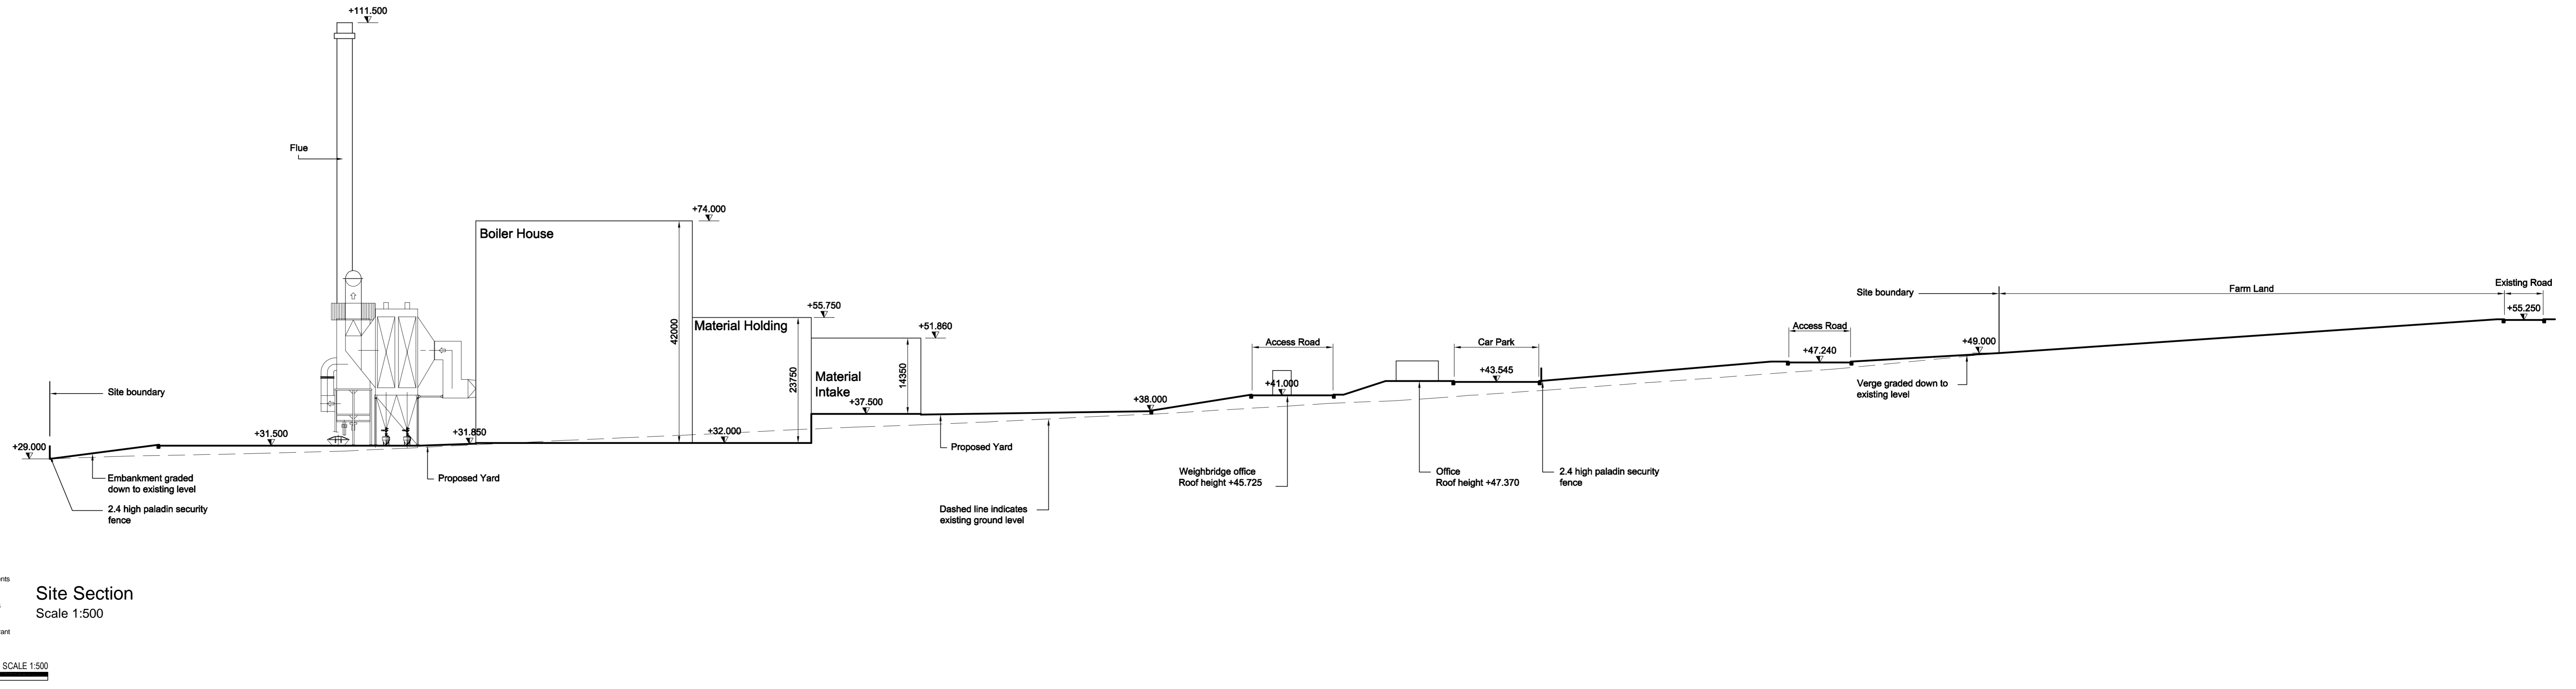 +111.500
Flue
+74.000
Boiler House
42000
+55.750
Material Holding
23750
+51.860
Material
Intake
14350
+37.500
Site boundary
+29.000
+31.500
+31.850
+32.000
Embankment graded
down to existing level
2.4 high paladin security
fence
Proposed Yard
Proposed Yard
+38.000
Dashed line indicates
existing ground level
Access Road
+41.000
Weighbridge office
Roof height +45.725
Car Park
+43.545
Office
Roof height +47.370
2.4 high paladin security
fence
Access Road
+47.240
Site boundary
+49.000
Verge graded down to
existing level
Farm Land
Existing Road
+55.250
Site Section
Scale 1:500
SCALE 1:500